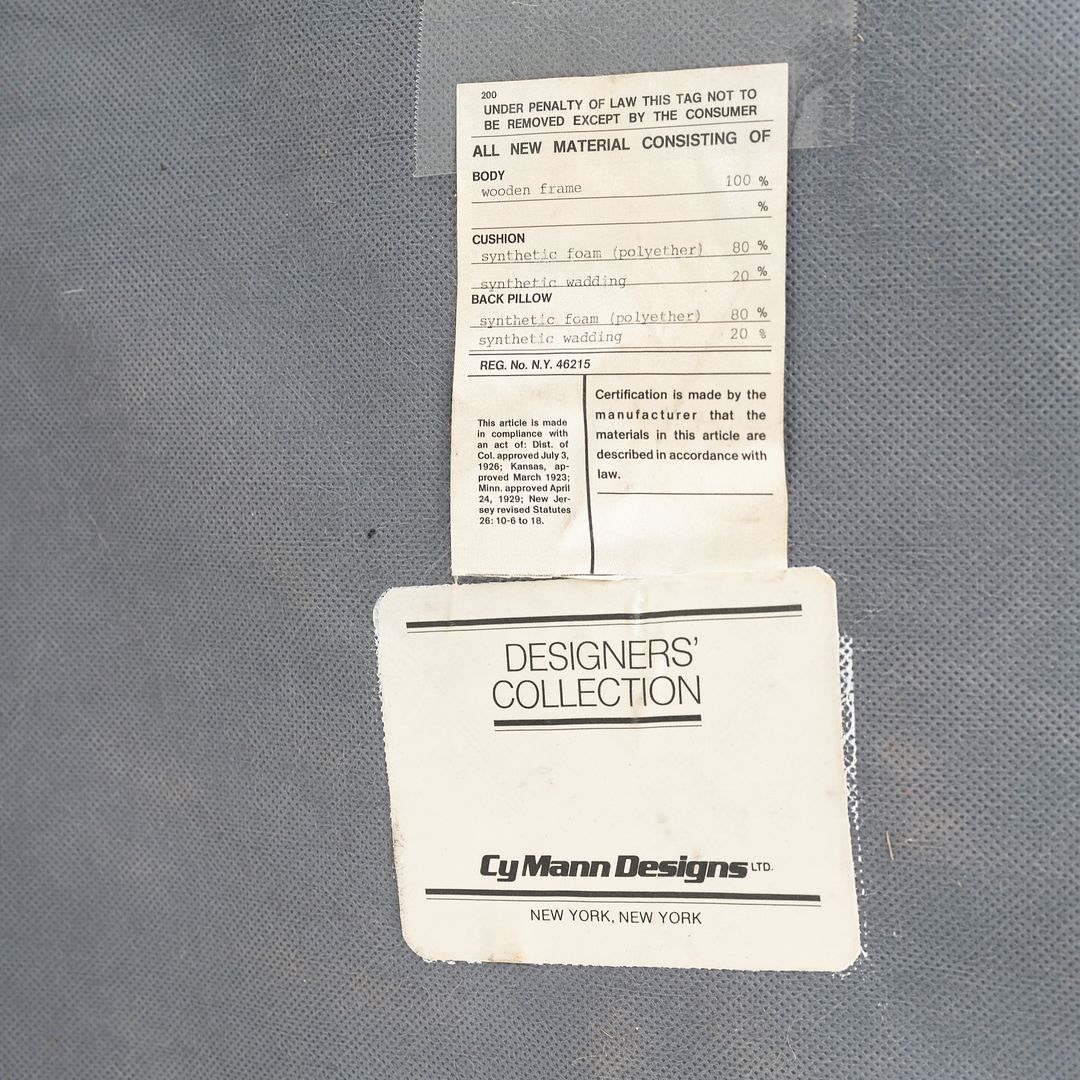 200
UNDER PENALTY OF LAW THIS TAG NOT TO
BE REMOVED EXCEPT BY THE CONSUMER
ALL NEW MATERIAL CONSISTING OF
BODY
wooden frame 100 %
%
CUSHION
synthetic foam (polyether) 80 %
synthetic wadding 20 %
BACK PILLOW
synthetic foam (polyether) 80 %
synthetic wadding 20 %
REG. No. N.Y. 46215
This article is made
in compliance with
an act of: Dist. of
Col. approved July 3,
1926; Kansas, ap-
proved March 1923;
Minn. approved April
24, 1929; New Jer-
sey revised Statutes
26: 10-6 to 18.
Certification is made by the
manufacturer that the
materials in this article are
described in accordance with
law.
DESIGNERS'
COLLECTION
Cy Mann Designs LTD.
NEW YORK, NEW YORK